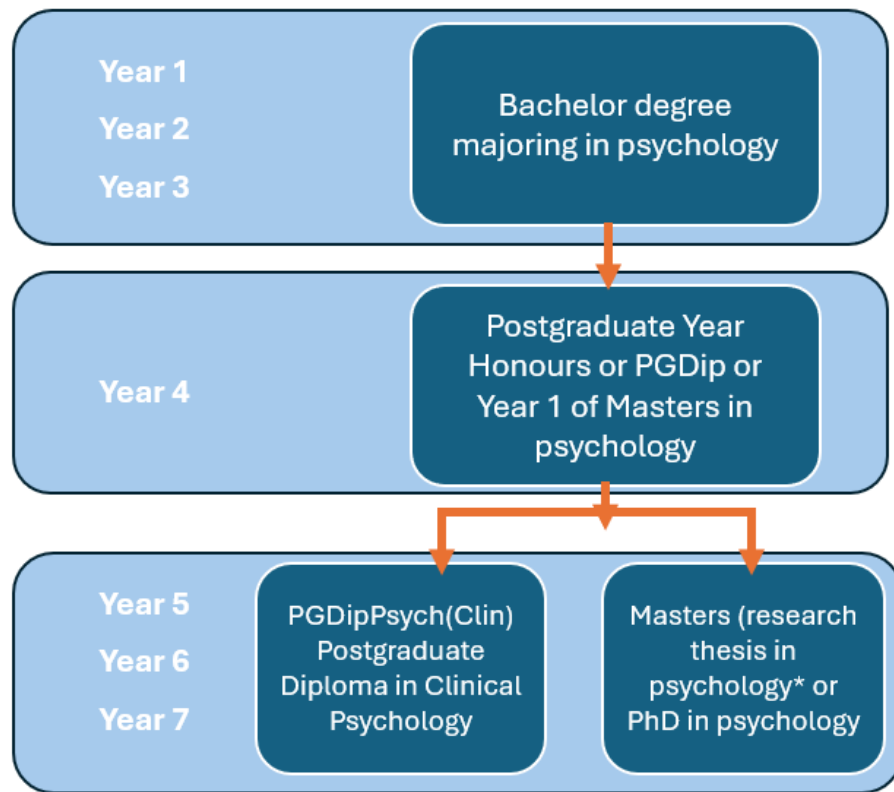 Year 1
Year 2
Year 3
Bachelor degree
majoring in psychology
Year 4
Postgraduate Year
Honours or PGDip or
Year 1 of Masters in
psychology
Year 5
Year 6
Year 7
PGDipPsych(Clin)
Postgraduate
Diploma in Clinical
Psychology
Masters (research
thesis in
psychology* or
PhD in psychology